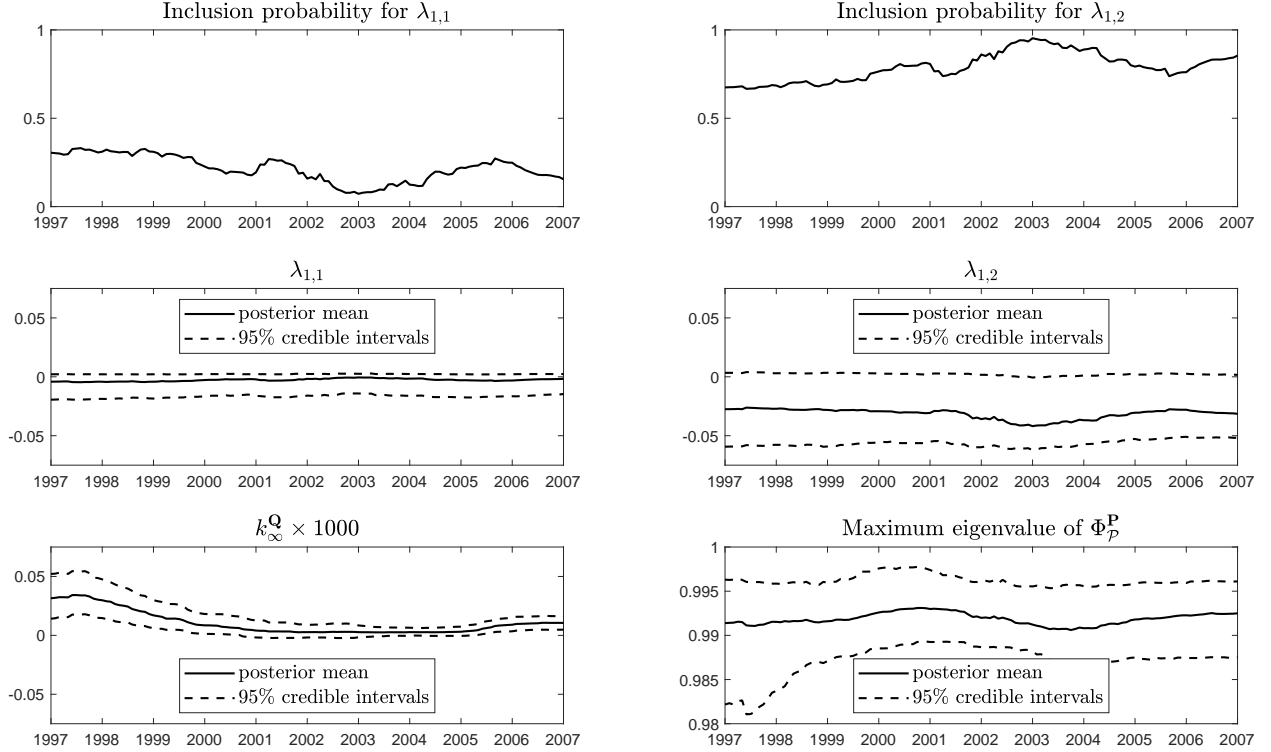 Inclusion probability for λ1,1
1
0.5
0
1997 1998 1999 2000 2001 2002 2003 2004 2005 2006 2007
Inclusion probability for λ1,2
1
0.5
0
1997 1998 1999 2000 2001 2002 2003 2004 2005 2006 2007
λ1,1
0.05
0
-0.05
posterior mean
95% credible intervals
1997 1998 1999 2000 2001 2002 2003 2004 2005 2006 2007
λ1,2
0.05
0
-0.05
posterior mean
95% credible intervals
1997 1998 1999 2000 2001 2002 2003 2004 2005 2006 2007
k∞Q × 1000
0.05
0
-0.05
posterior mean
95% credible intervals
1997 1998 1999 2000 2001 2002 2003 2004 2005 2006 2007
Maximum eigenvalue of ΦPP
1
0.995
0.99
0.985
0.98
posterior mean
95% credible intervals
1997 1998 1999 2000 2001 2002 2003 2004 2005 2006 2007